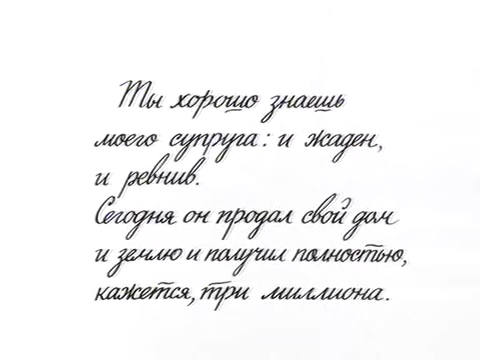 Ты хорошо знаешь
моего супруга: и жаден,
и ревнив.
Сегодня он продал свой дом
и землю и получил полностью,
кажется, три миллиона.